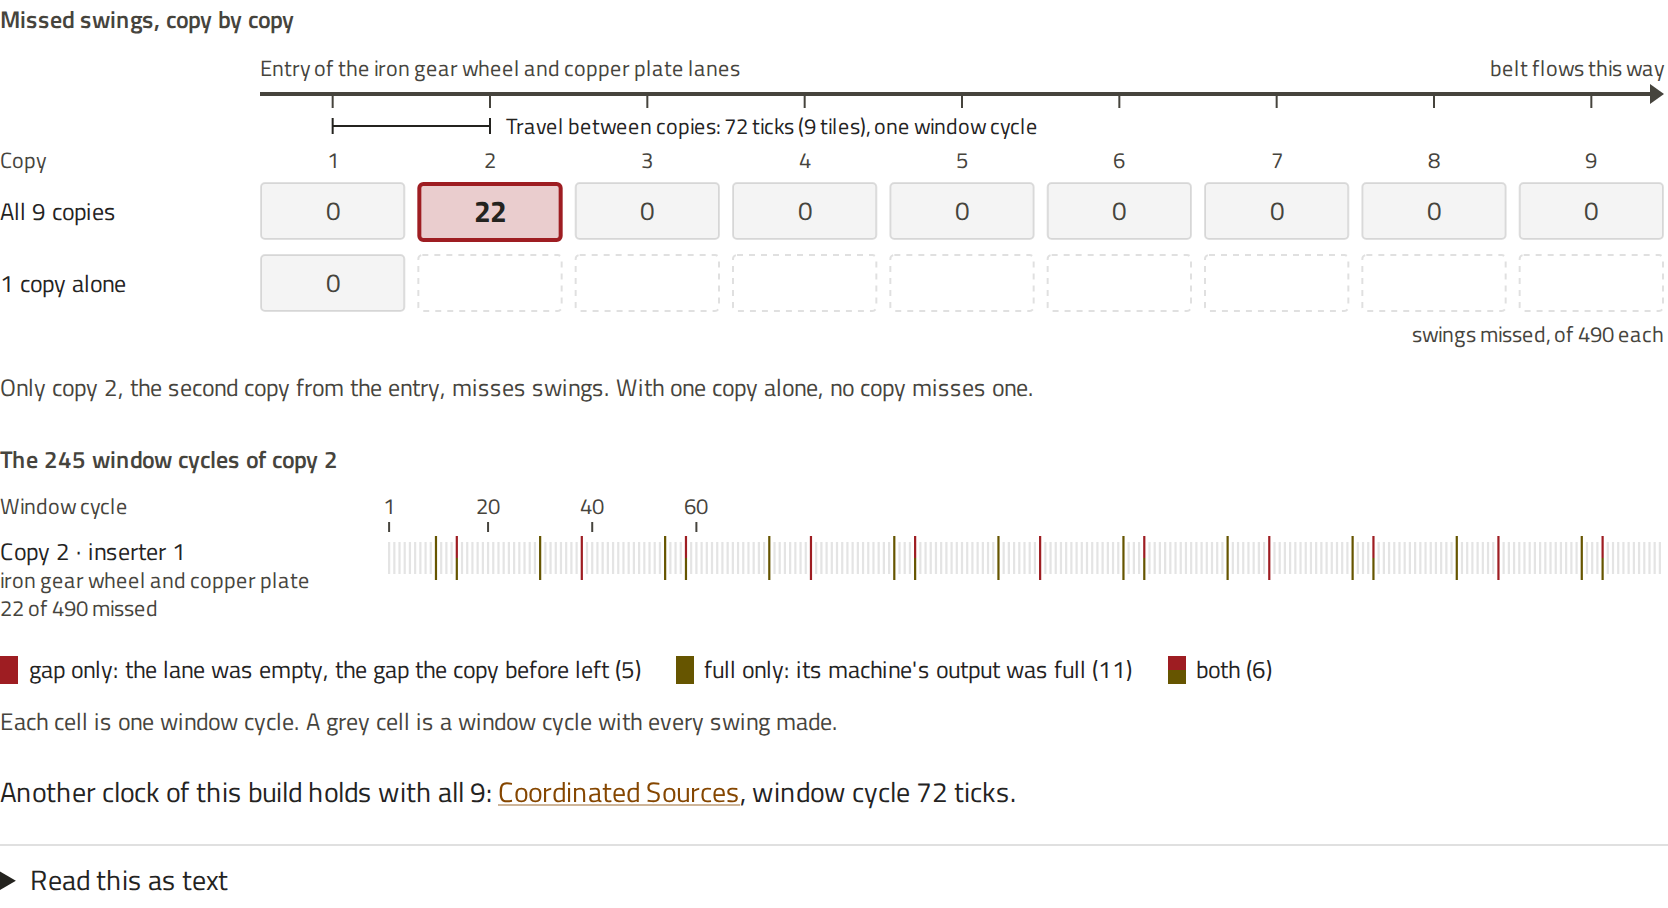 Missed swings, copy by copy
Entry of the iron gear wheel and copper plate lanes
belt flows this way
Travel between copies: 72 ticks (9 tiles), one window cycle
Copy 1 2 3 4 5 6 7 8 9
All 9 copies 0 22 0 0 0 0 0 0 0
1 copy alone 0
swings missed, of 490 each
Only copy 2, the second copy from the entry, misses swings. With one copy alone, no copy misses one.
The 245 window cycles of copy 2
Window cycle 1 20 40 60
Copy 2 · inserter 1
iron gear wheel and copper plate
22 of 490 missed
gap only: the lane was empty, the gap the copy before left (5)
full only: its machine's output was full (11)
both (6)
Each cell is one window cycle. A grey cell is a window cycle with every swing made.
Another clock of this build holds with all 9: Coordinated Sources, window cycle 72 ticks.
Read this as text